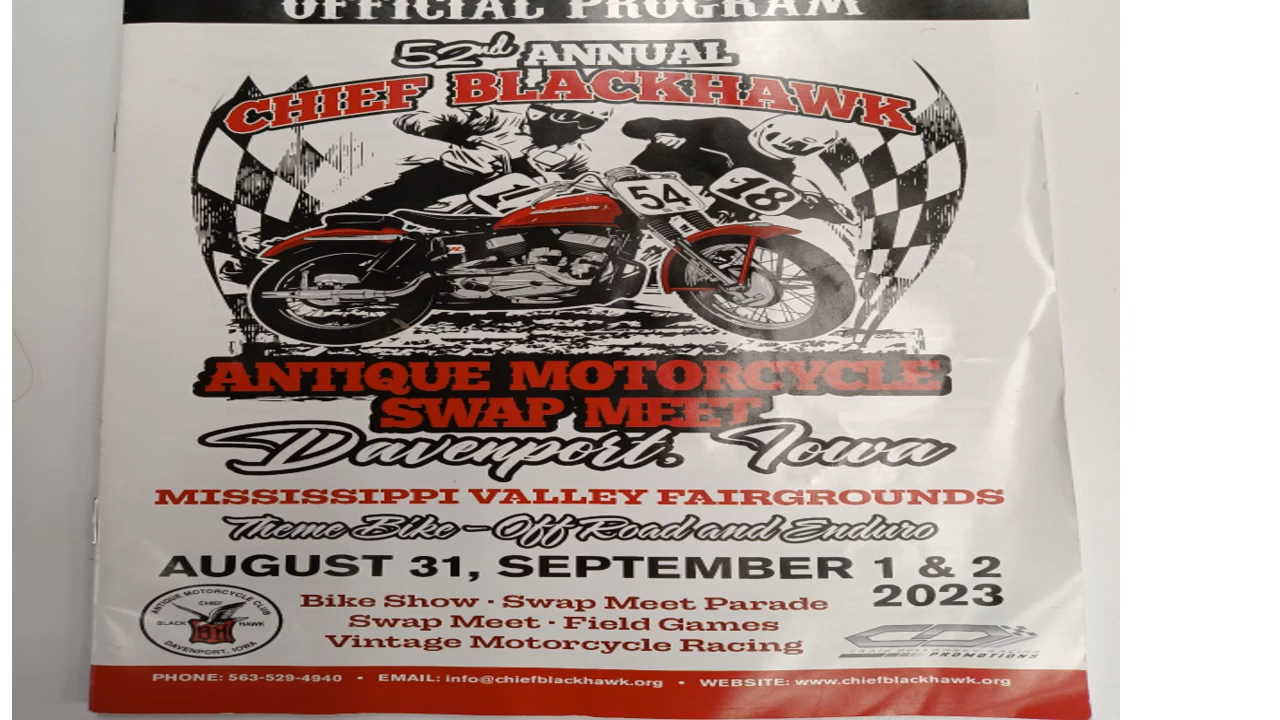 OFFICIAL PROGRAM
52nd ANNUAL
CHIEF BLACKHAWK
54
18
ANTIQUE MOTORCYCLE
SWAP MEET
Davenport, Iowa
MISSISSIPPI VALLEY FAIRGROUNDS
Theme Bike - Off Road and Enduro
AUGUST 31, SEPTEMBER 1 & 2
2023
ANTIQUE MOTORCYCLE CLUB
CHIEF
BLACK HAWK
BH
DAVENPORT, IOWA
Bike Show · Swap Meet Parade
Swap Meet · Field Games
Vintage Motorcycle Racing
PROMOTIONS
PHONE: 563-529-4940 • EMAIL: info@chiefblackhawk.org • WEBSITE: www.chiefblackhawk.org